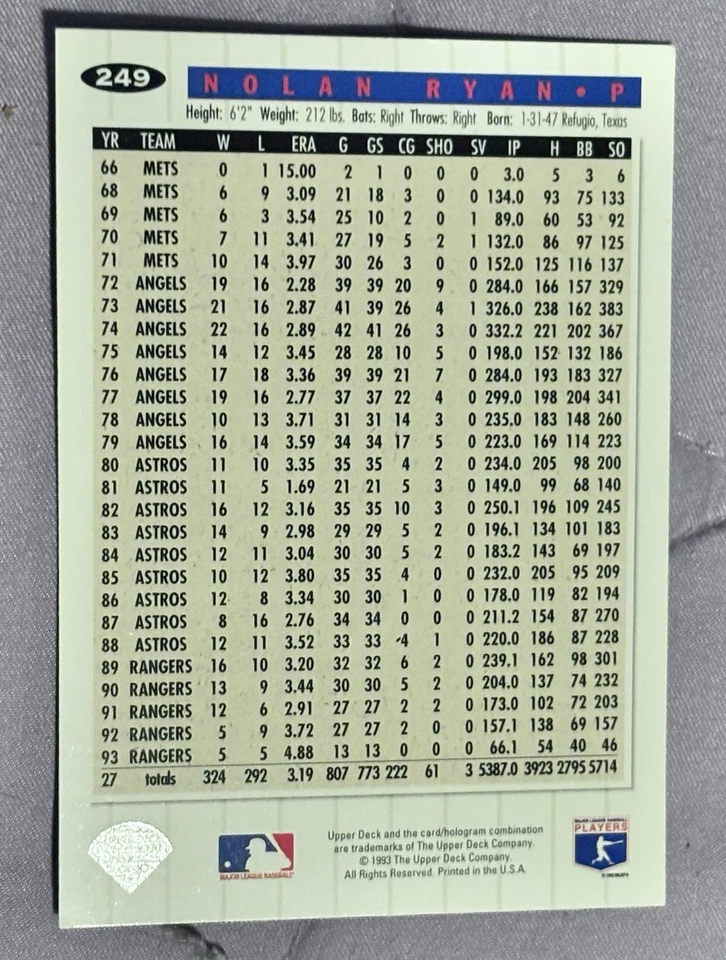 249 NOLAN RYAN • P
Height: 6'2" Weight: 212 lbs. Bats: Right Throws: Right Born: 1-31-47 Refugio, Texas
YR TEAM W L ERA G GS CG SHO SV IP H BB SO
66 METS 0 1 15.00 2 1 0 0 0 3.0 5 3 6
68 METS 6 9 3.09 21 18 3 0 0 134.0 93 75 133
69 METS 6 3 3.54 25 10 2 0 1 89.0 60 53 92
70 METS 7 11 3.41 27 19 5 2 1 132.0 86 97 125
71 METS 10 14 3.97 30 26 3 0 0 152.0 125 116 137
72 ANGELS 19 16 2.28 39 39 20 9 0 284.0 166 157 329
73 ANGELS 21 16 2.87 41 39 26 4 1 326.0 238 162 383
74 ANGELS 22 16 2.89 42 41 26 3 0 332.2 221 202 367
75 ANGELS 14 12 3.45 28 28 10 5 0 198.0 152 132 186
76 ANGELS 17 18 3.36 39 39 21 7 0 284.0 193 183 327
77 ANGELS 19 16 2.77 37 37 22 4 0 299.0 198 204 341
78 ANGELS 10 13 3.71 31 31 14 3 0 235.0 183 148 260
79 ANGELS 16 14 3.59 34 34 17 5 0 223.0 169 114 223
80 ASTROS 11 10 3.35 35 35 4 2 0 234.0 205 98 200
81 ASTROS 11 5 1.69 21 21 5 3 0 149.0 99 68 140
82 ASTROS 16 12 3.16 35 35 10 3 0 250.1 196 109 245
83 ASTROS 14 9 2.98 29 29 5 2 0 196.1 134 101 183
84 ASTROS 12 11 3.04 30 30 5 2 0 183.2 143 69 197
85 ASTROS 10 12 3.80 35 35 4 0 0 232.0 205 95 209
86 ASTROS 12 8 3.34 30 30 1 0 0 178.0 119 82 194
87 ASTROS 8 16 2.76 34 34 0 0 0 211.2 154 87 270
88 ASTROS 12 11 3.52 33 33 4 1 0 220.0 186 87 228
89 RANGERS 16 10 3.20 32 32 6 2 0 239.1 162 98 301
90 RANGERS 13 9 3.44 30 30 5 2 0 204.0 137 74 232
91 RANGERS 12 6 2.91 27 27 2 2 0 173.0 102 72 203
92 RANGERS 5 9 3.72 27 27 2 0 0 157.1 138 69 157
93 RANGERS 5 5 4.88 13 13 0 0 0 66.1 54 40 46
27 totals 324 292 3.19 807 773 222 61 3 5387.0 3923 2795 5714
MAJOR LEAGUE BASEBALL
Upper Deck and the card/hologram combination
are trademarks of The Upper Deck Company.
© 1993 The Upper Deck Company.
All Rights Reserved. Printed in the U.S.A.
MAJOR LEAGUE BASEBALL
PLAYERS